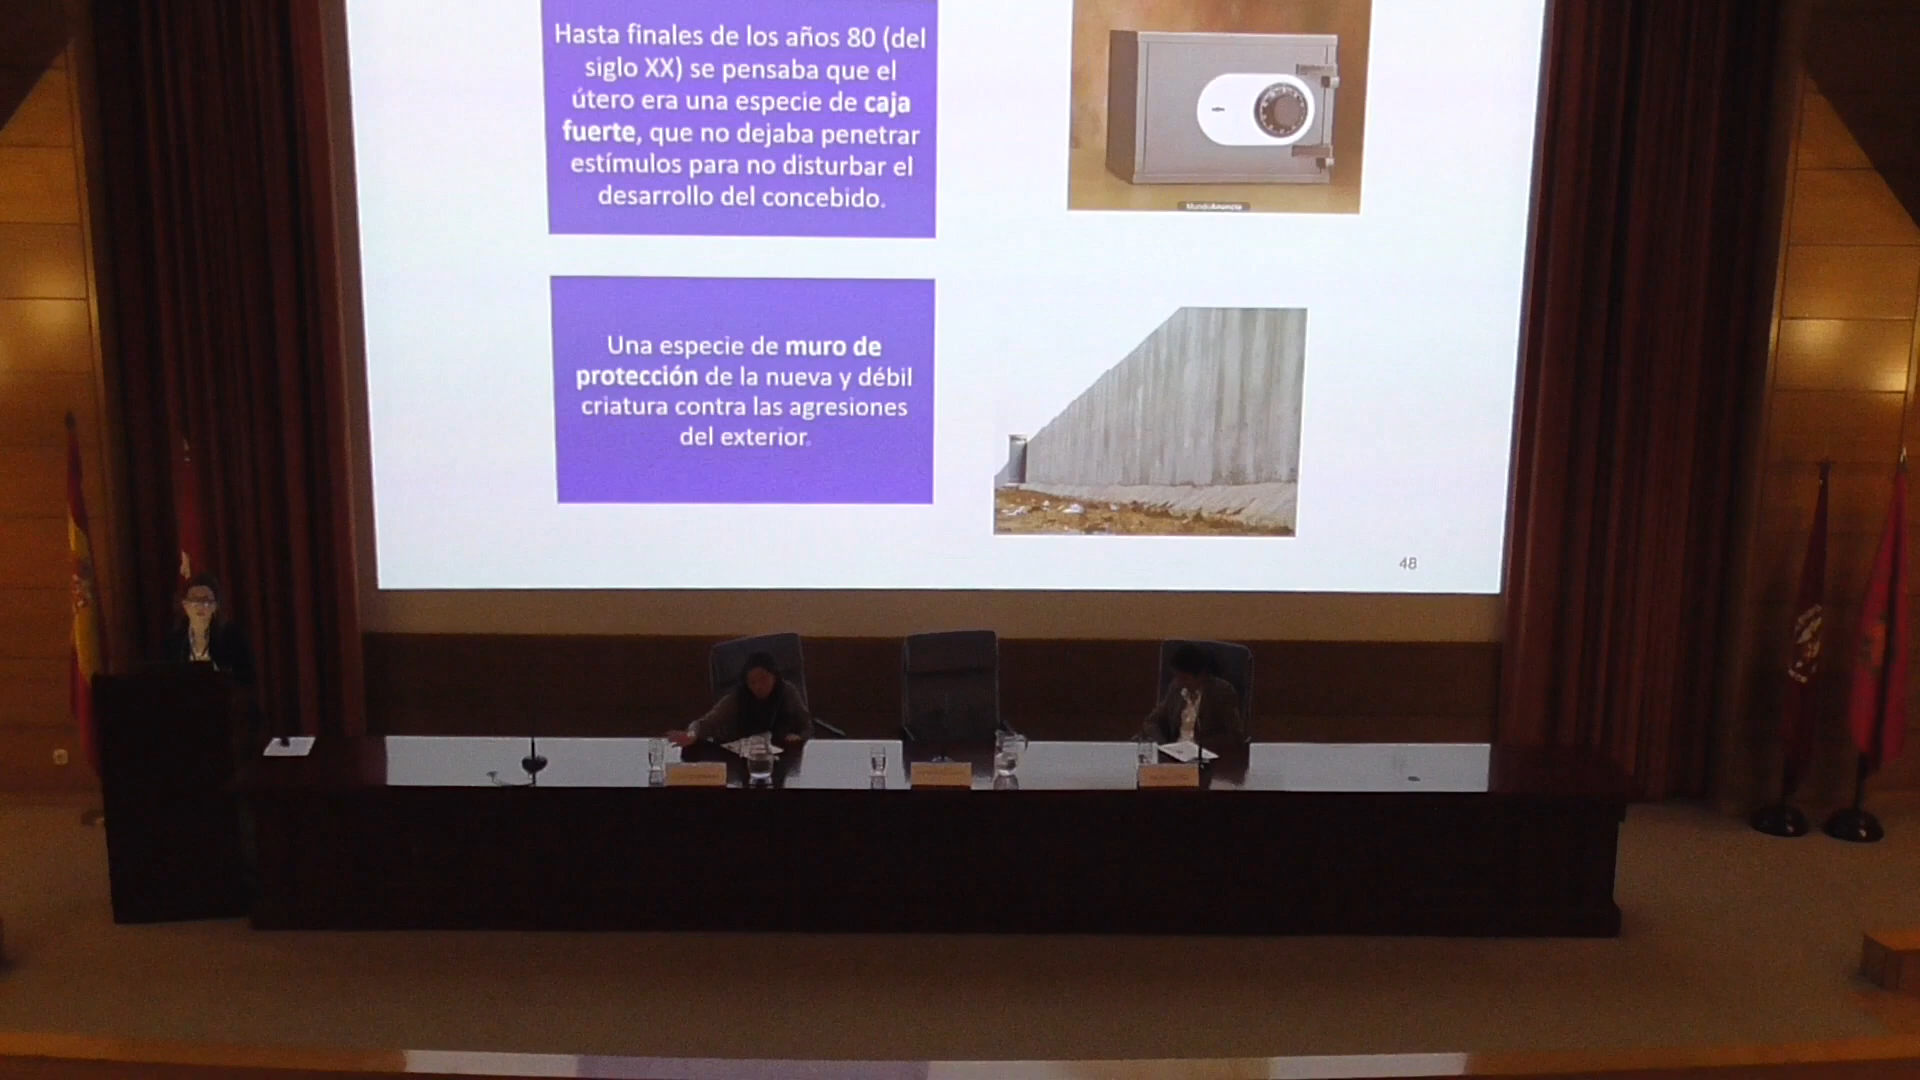 Hasta finales de los años 80 (del
siglo XX) se pensaba que el
útero era una especie de caja
fuerte, que no dejaba penetrar
estímulos para no disturbar el
desarrollo del concebido.
MundoAnuncio
Una especie de muro de
protección de la nueva y débil
criatura contra las agresiones
del exterior.
48